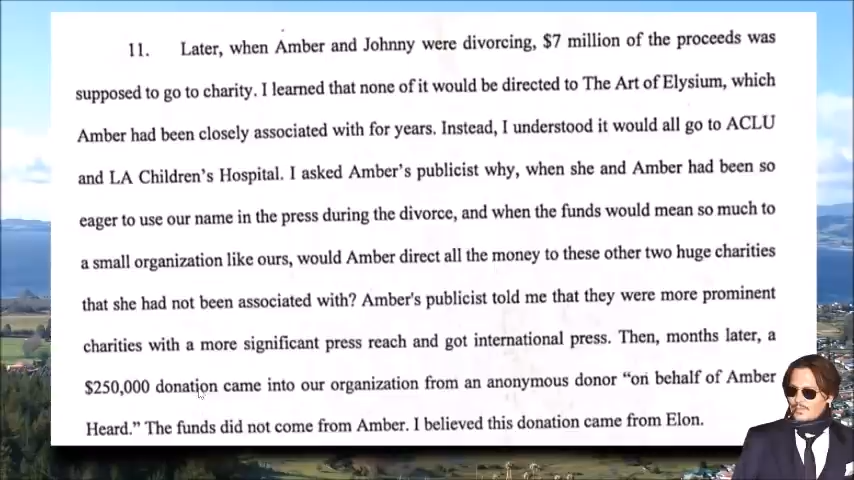 11. Later, when Amber and Johnny were divorcing, $7 million of the proceeds was
supposed to go to charity. I learned that none of it would be directed to The Art of Elysium, which
Amber had been closely associated with for years. Instead, I understood it would all go to ACLU
and LA Children's Hospital. I asked Amber's publicist why, when she and Amber had been so
eager to use our name in the press during the divorce, and when the funds would mean so much to
a small organization like ours, would Amber direct all the money to these other two huge charities
that she had not been associated with? Amber's publicist told me that they were more prominent
charities with a more significant press reach and got international press. Then, months later, a
$250,000 donation came into our organization from an anonymous donor "on behalf of Amber
Heard." The funds did not come from Amber. I believed this donation came from Elon.